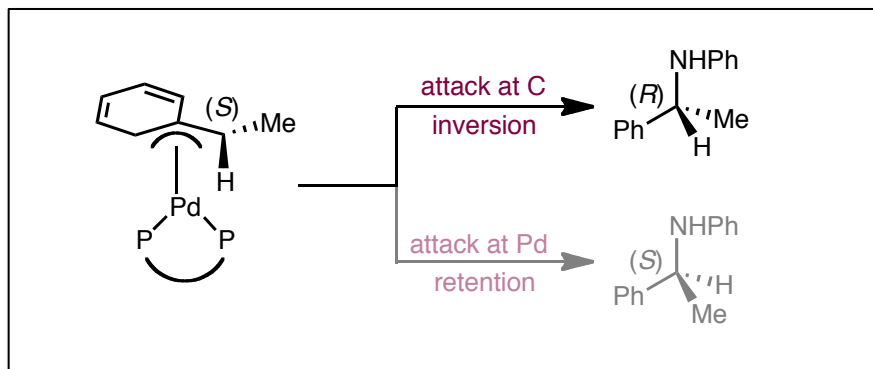 (S)
Me
H
Pd
P P
attack at C
inversion
NHPh
(R)
Ph
Me
H
attack at Pd
retention
NHPh
(S)
Ph
H
Me